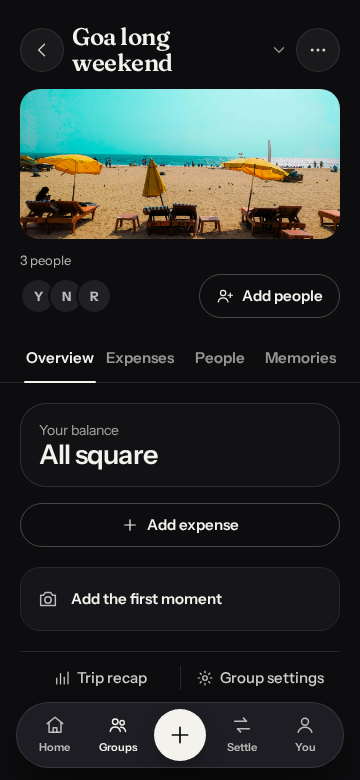 Goa long
weekend
3 people
Y N R
Add people
Overview Expenses People Memories
Your balance
All square
Add expense
Add the first moment
Trip recap Group settings
Home Groups Settle You